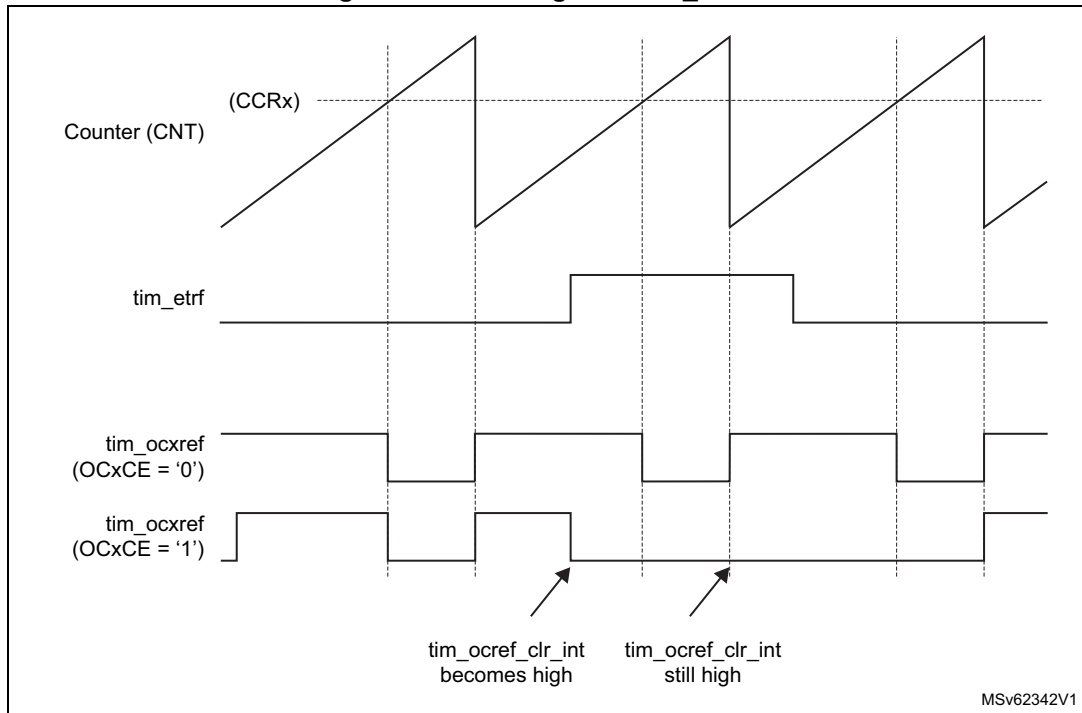 (CCRx)
Counter (CNT)
tim_etrf
tim_ocxref
(OCxCE = ‘0’)
tim_ocxref
(OCxCE = ‘1’)
tim_ocref_clr_int
becomes high
tim_ocref_clr_int
still high
MSv62342V1